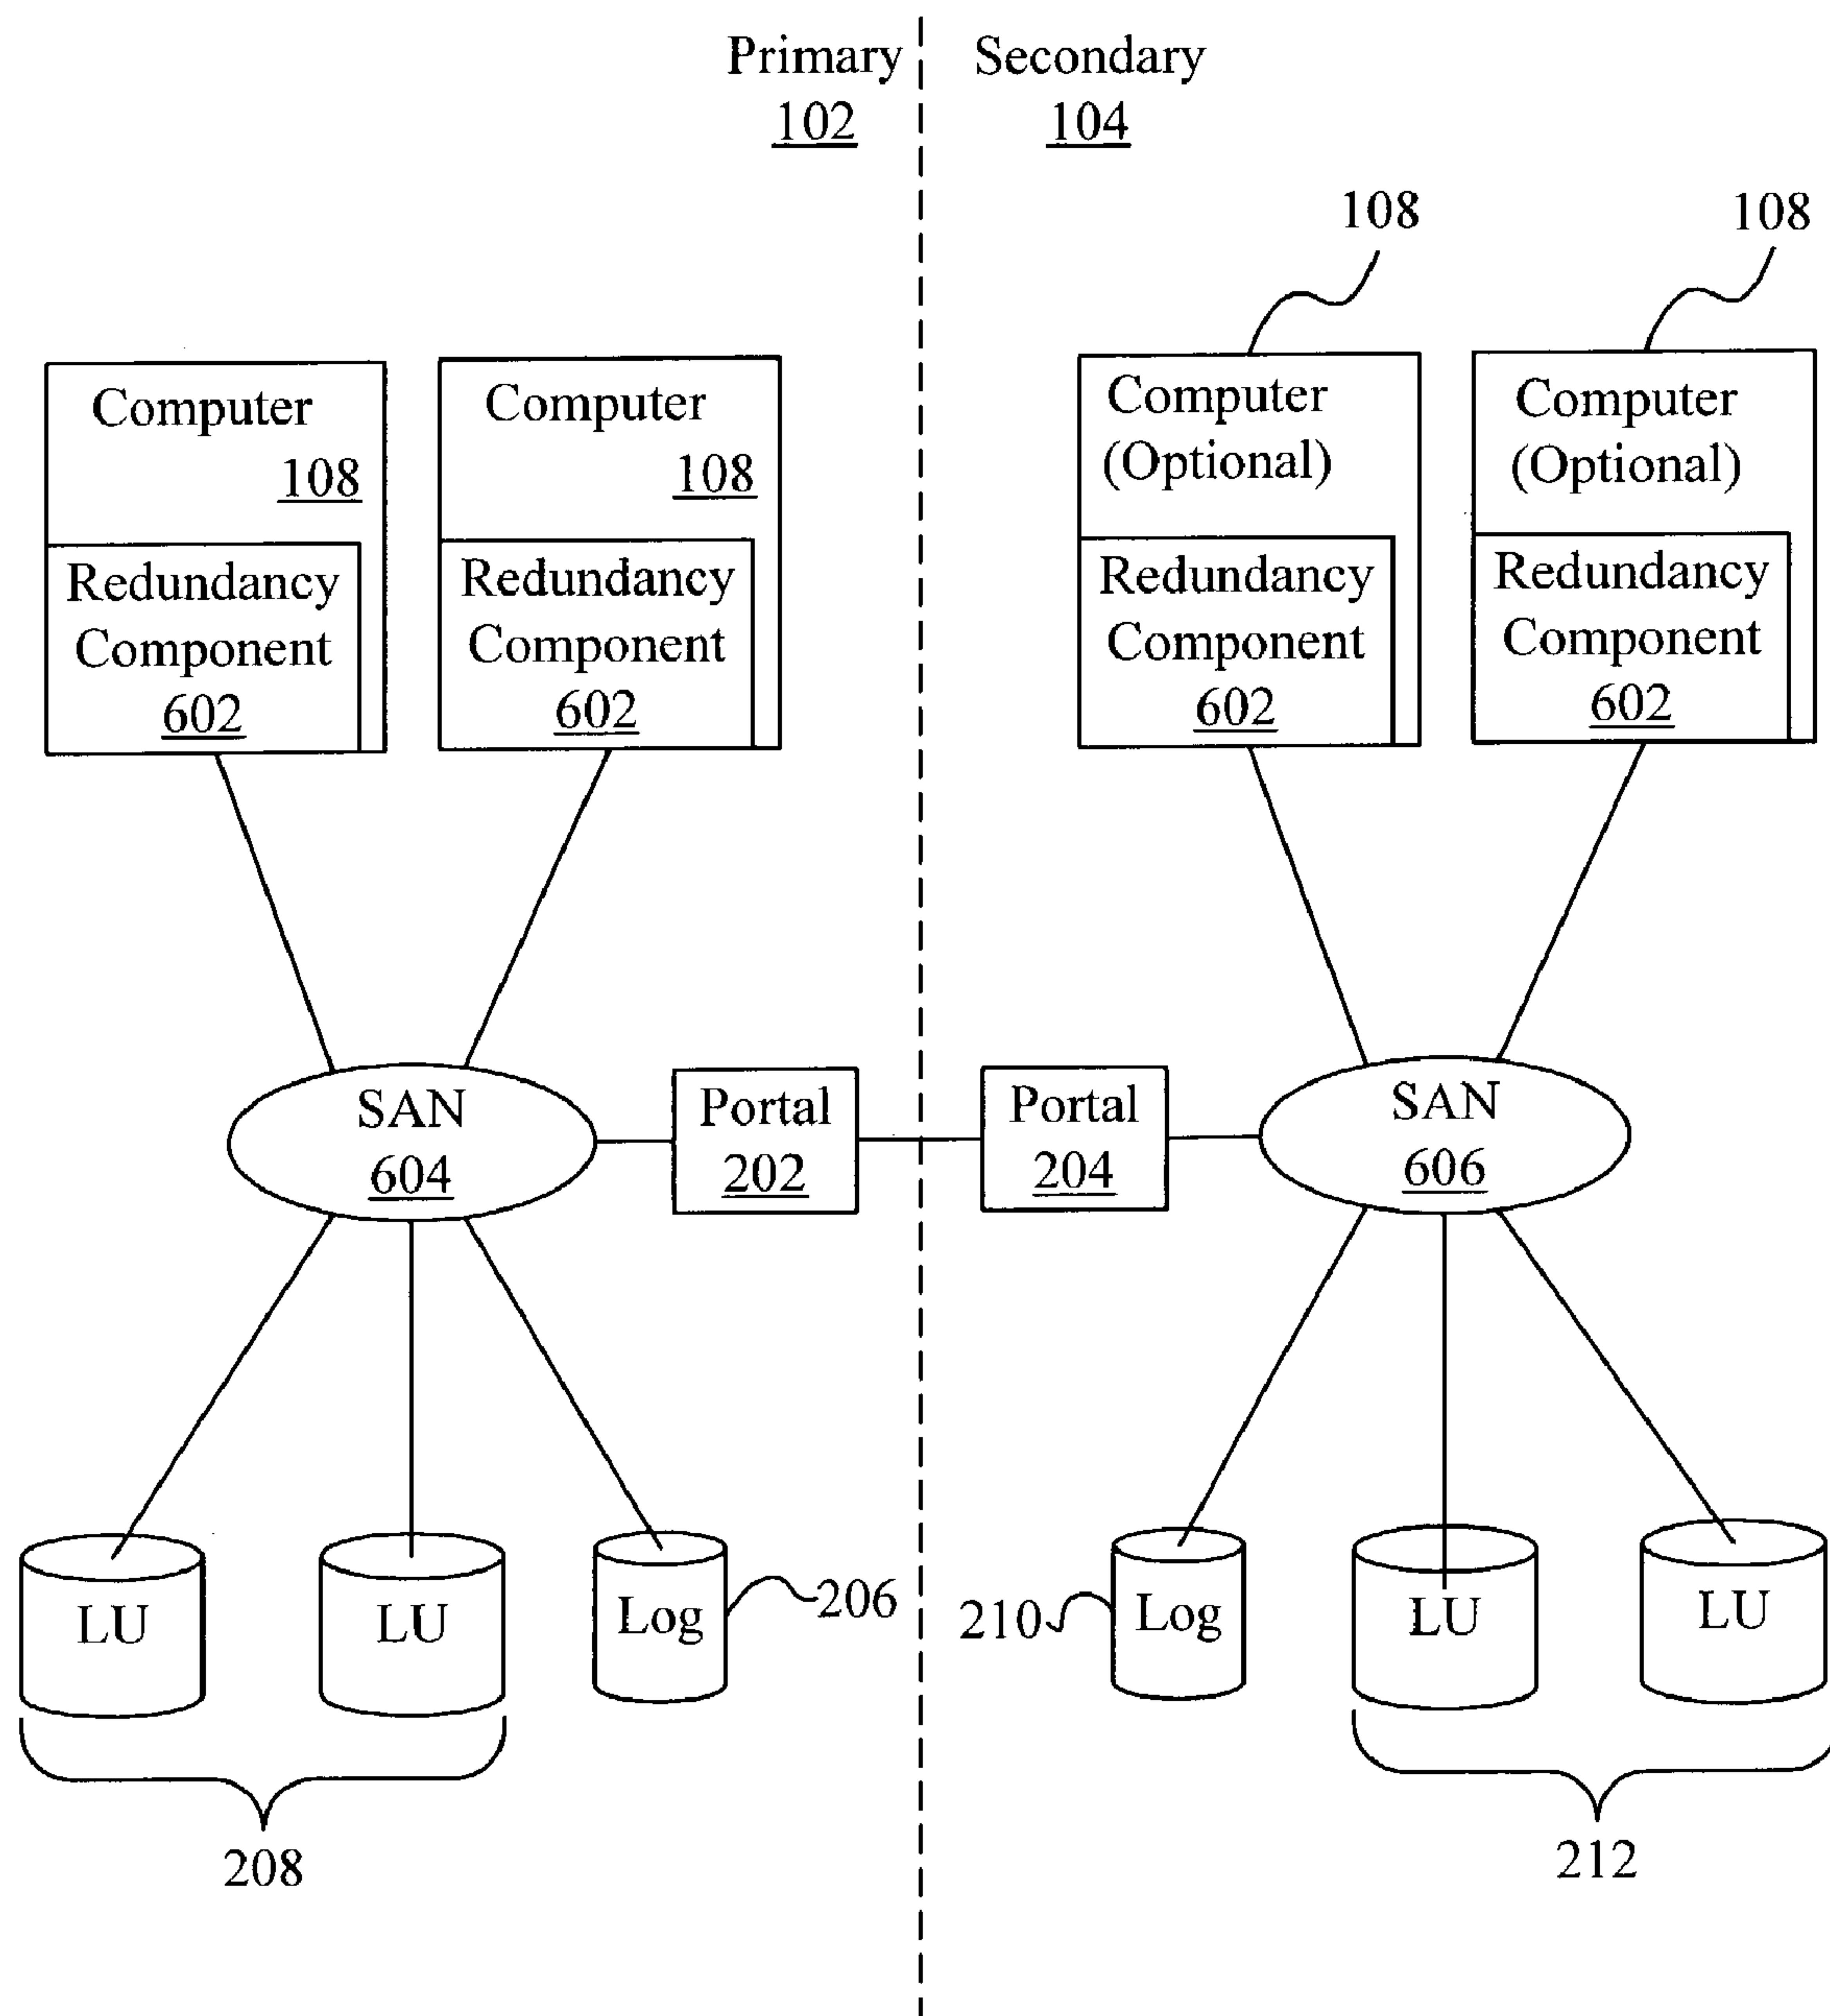 Primary
102
Secondary
104
108
108
Computer
108
Redundancy
Component
602
Computer
108
Redundancy
Component
602
Computer
(Optional)
Redundancy
Component
602
Computer
(Optional)
Redundancy
Component
602
SAN
604
Portal
202
Portal
204
SAN
606
LU
LU
Log
206
210
Log
LU
LU
208
212